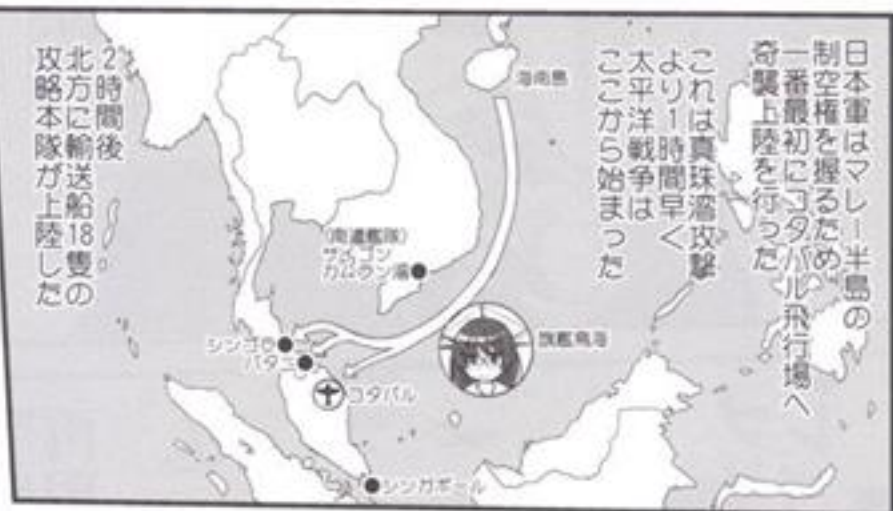 日本軍はマレー半島の
制空権を握るため
一番最初にコタバル飛行場へ
奇襲上陸を行った
これは真珠湾攻撃
より1時間早く
太平洋戦争は
ここから始まった
海南島
(南遣艦隊)
サイゴン
カムラン湾
旗艦鳥海
シンゴラ
パタニ
コタバル
シンガポール
2時間後
北方に輸送船18隻の
攻略本隊が上陸した